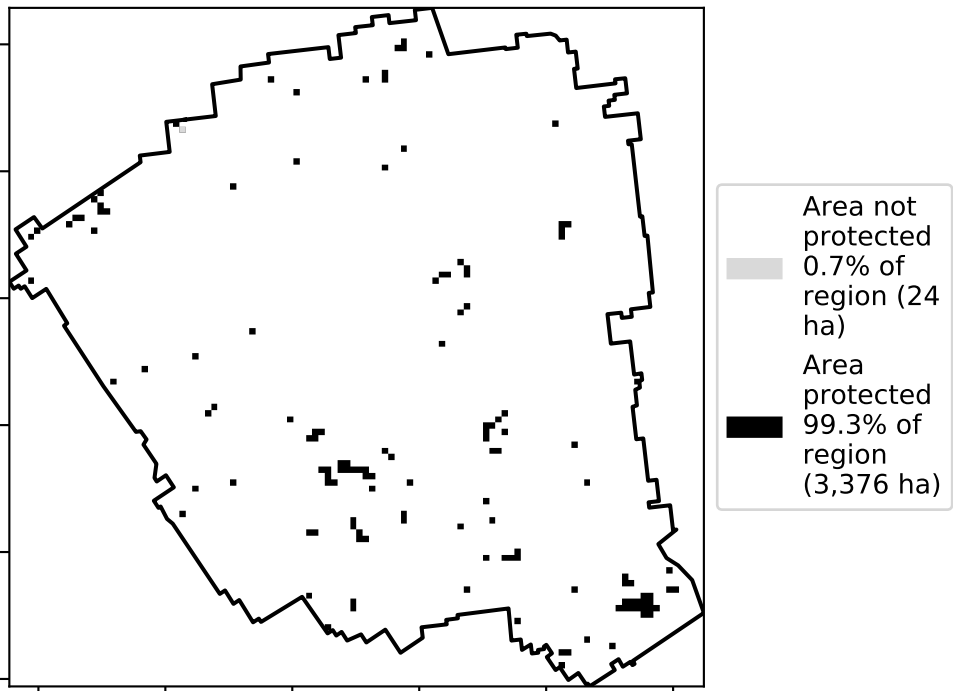 Area not
protected
0.7% of
region (24
ha)
Area
protected
99.3% of
region
(3,376 ha)